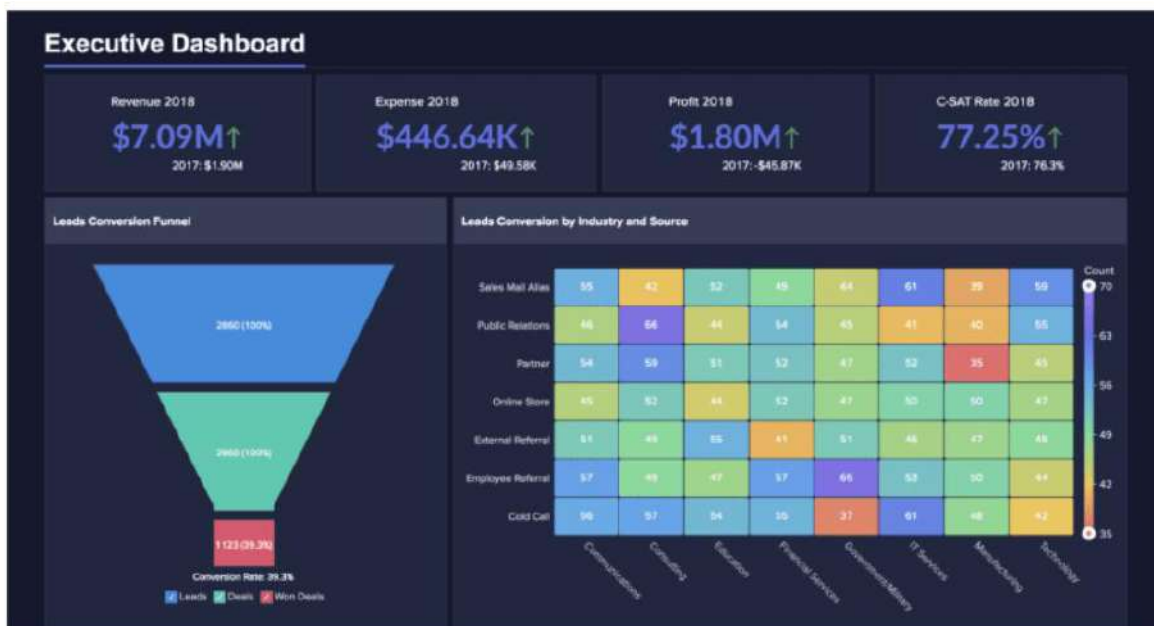 Executive Dashboard
Revenue 2018
$7.09M↑
2017: $1.90M
Expense 2018
$446.64K↑
2017: $49.58K
Profit 2018
$1.80M↑
2017: -$45.87K
C-SAT Rate 2018
77.25%↑
2017: 76.3%
Leads Conversion Funnel
2860 (100%)
2860 (100%)
1123 (39.3%)
Conversion Rate: 39.3%
Leads Deals Won Deals
Leads Conversion by Industry and Source
Count
Sales Mail Alias 55 42 52 49 44 61 39 59
Public Relations 46 66 44 54 45 41 40 55
Partner 54 59 51 52 47 52 35 45
Online Store 45 52 44 52 47 50 50 47
External Referral 51 49 55 41 51 46 47 48
Employee Referral 57 49 47 57 66 53 50 44
Cold Call 56 57 54 55 37 61 48 42
70
63
56
49
42
35
Communications
Consulting
Education
Financial Services
Government/Military
IT Services
Manufacturing
Technology